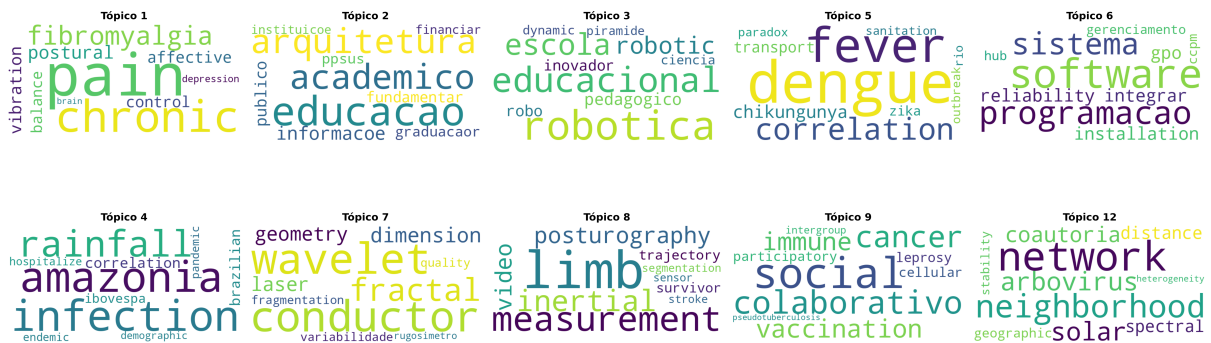 Tópico 1
fibromyalgia
postural
affective
pain
depression
vibration
balance
brain
control
chronic
Tópico 2
instituicoe
financiar
arquitetura
ppsus
academico
publico
fundamentar
educacao
informacoe
graduacaor
Tópico 3
dynamic
piramide
escola
robotic
inovador
ciencia
educacional
pedagogico
robo
robotica
Tópico 5
paradox
sanitation
transport
fever
rio
dengue
outbreak
chikungunya
zika
correlation
Tópico 6
gerenciamento
sistema
hub
gpo
ccpm
software
reliability
integrar
programacao
installation
Tópico 4
rainfall
pandemic
hospitalize
correlation
brazilian
amazonia
ibovespa
infection
endemic
demographic
Tópico 7
geometry
dimension
wavelet
quality
laser
fractal
fragmentation
conductor
variabilidade
rugosimetro
Tópico 8
posturography
video
limb
trajectory
segmentation
sensor
inertial
survivor
stroke
measurement
Tópico 9
intergroup
immune
cancer
participatory
leprosy
social
cellular
colaborativo
pseudotuberculosis
vaccination
Tópico 12
coautoria
distance
stability
network
arbovirus
heterogeneity
neighborhood
geographic
solar
spectral